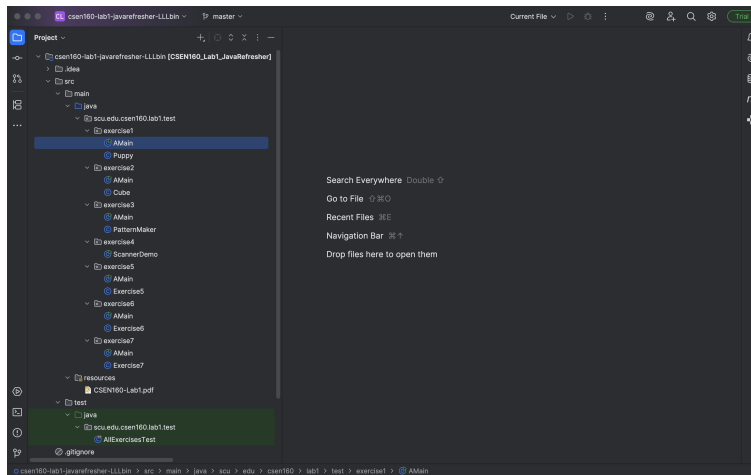 CL csen160-lab1-javarefresher-LLLbin master Current File Trial
Project
csen160-lab1-javarefresher-LLLbin [CSEN160_Lab1_JavaRefresher]
.idea
src
main
java
scu.edu.csen160.lab1.test
exercise1
AMain
Puppy
exercise2
AMain
Cube
exercise3
AMain
PatternMaker
exercise4
ScannerDemo
exercise5
AMain
Exercise5
exercise6
AMain
Exercise6
exercise7
AMain
Exercise7
resources
CSEN160-Lab1.pdf
test
java
scu.edu.csen160.lab1.test
AllExercisesTest
.gitignore
Search Everywhere Double ⇧
Go to File ⇧⌘O
Recent Files ⌘E
Navigation Bar ⌘↑
Drop files here to open them
csen160-lab1-javarefresher-LLLbin > src > main > java > scu > edu > csen160 > lab1 > test > exercise1 > AMain